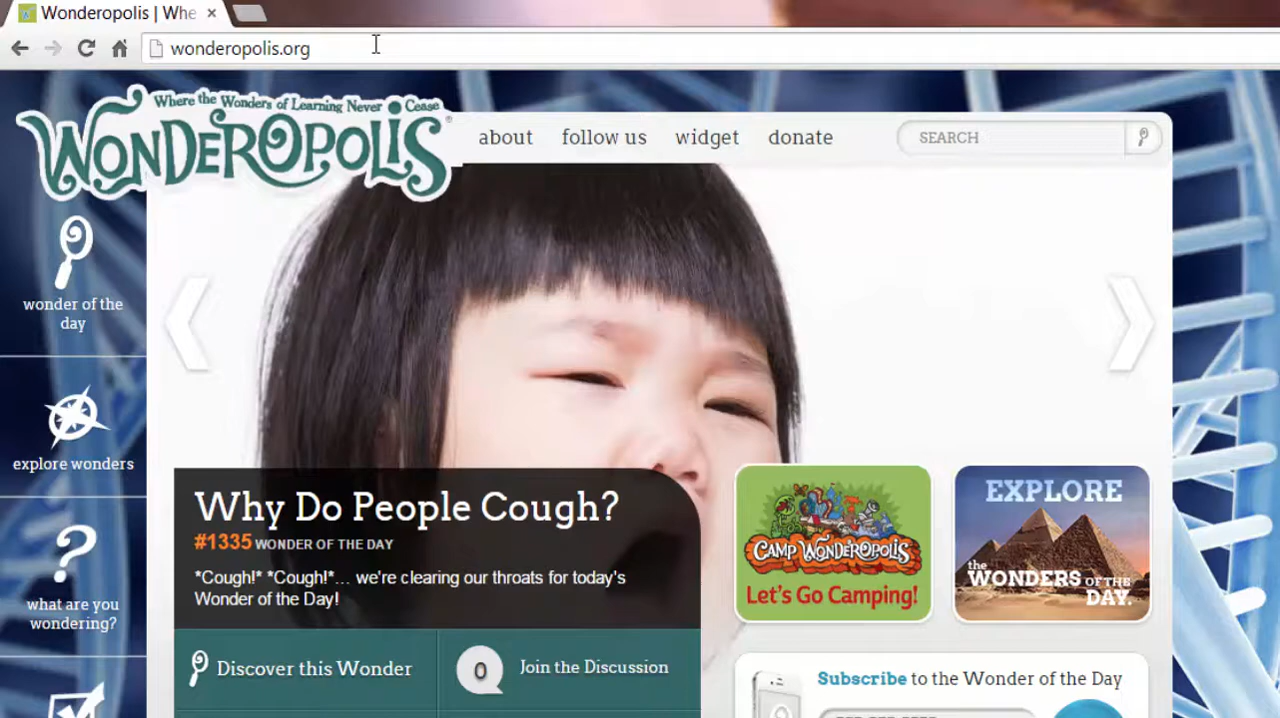 Wonderopolis | Whe
wonderopolis.org
Where the Wonders of Learning Never Cease
WONDEROPOLIS®
about follow us widget donate
SEARCH
wonder of the
day
explore wonders
what are you
wondering?
Why Do People Cough?
#1335 WONDER OF THE DAY
*Cough!* *Cough!*... we're clearing our throats for today's
Wonder of the Day!
Discover this Wonder
0 Join the Discussion
CAMP WONDEROPOLIS
Let's Go Camping!
EXPLORE
the
WONDERS OF THE
DAY.
Subscribe to the Wonder of the Day